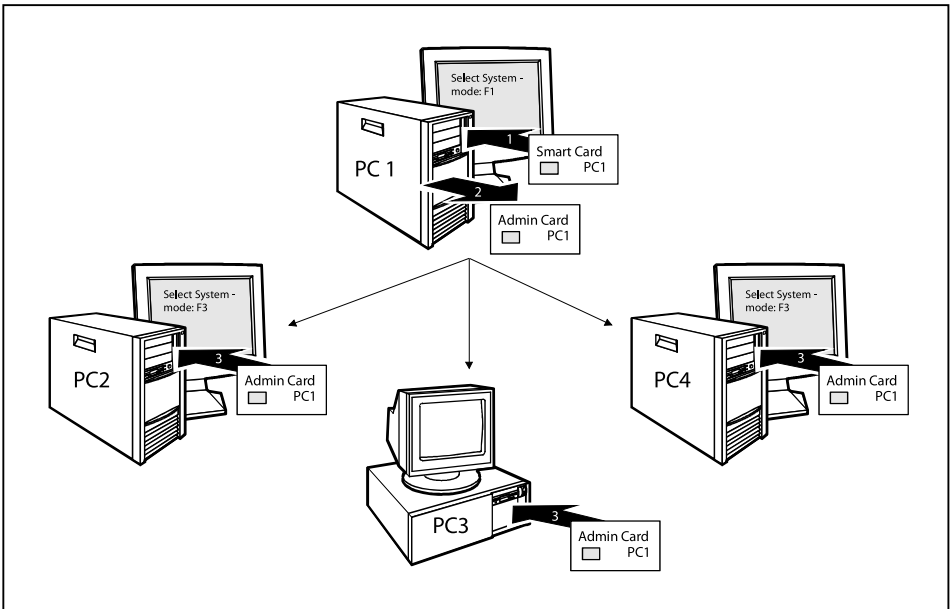 Select System -
mode: F1
PC 1
1
Smart Card
PC1
2
Admin Card
PC1
Select System -
mode: F3
PC2
3
Admin Card
PC1
Select System -
mode: F3
PC4
3
Admin Card
PC1
PC3
3
Admin Card
PC1